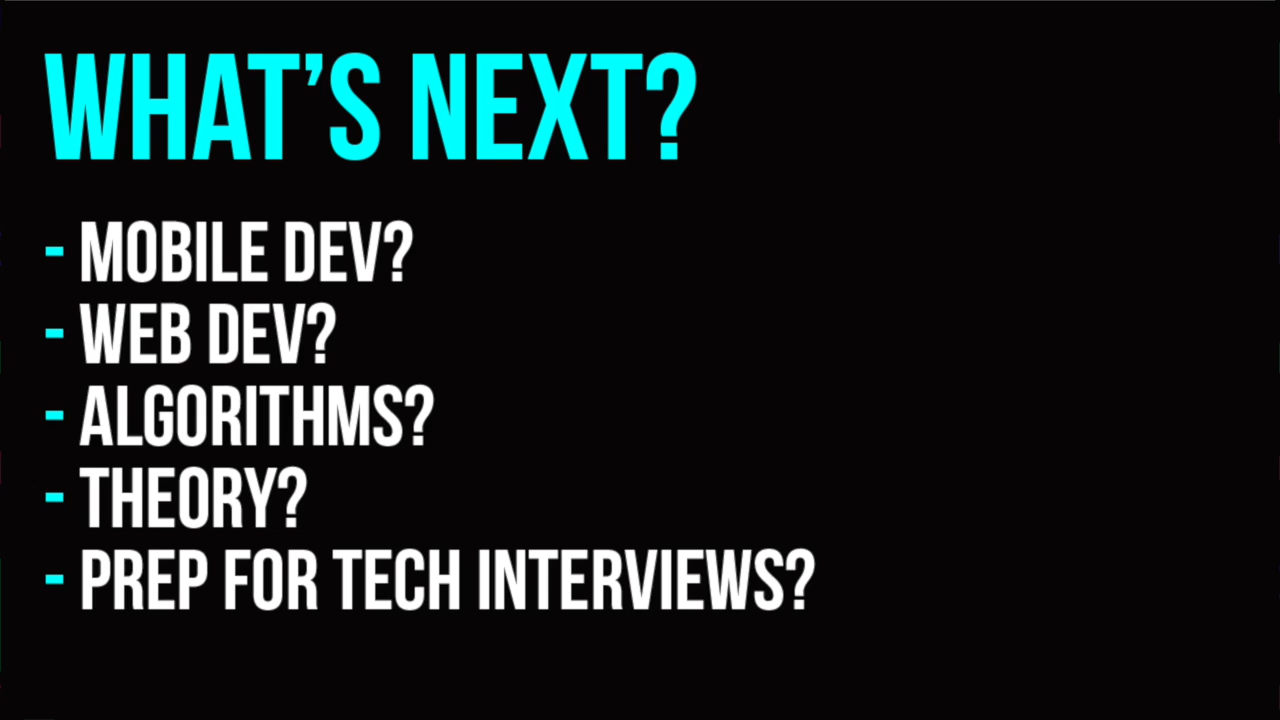 WHAT’S NEXT?
- MOBILE DEV?
- WEB DEV?
- ALGORITHMS?
- THEORY?
- PREP FOR TECH INTERVIEWS?